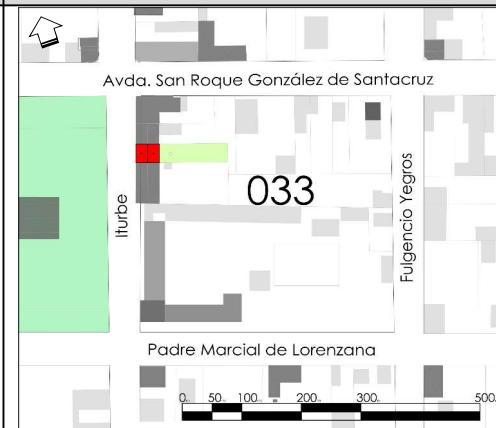 Avda. San Roque González de Santacruz
033
Iturbe
Fulgencio Yegros
Padre Marcial de Lorenzana
0 50 100 200 300 500